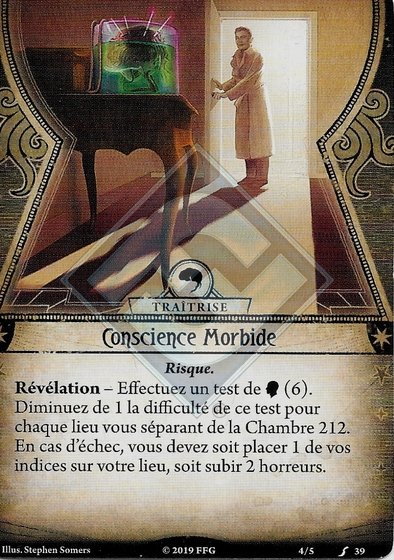 TRAÎTRISE
Conscience Morbide
Risque.
Révélation – Effectuez un test de (6).
Diminuez de 1 la difficulté de ce test pour
chaque lieu vous séparant de la Chambre 212.
En cas d'échec, vous devez soit placer 1 de vos
indices sur votre lieu, soit subir 2 horreurs.
Illus. Stephen Somers © 2019 FFG 4/5 39